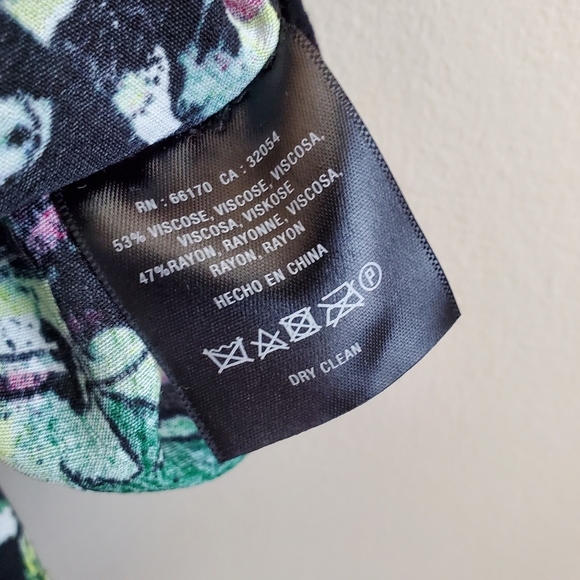 RN : 66170 CA : 32054
53% VISCOSE, VISCOSE, VISCOSA,
VISCOSA, VISKOSE
47%RAYON, RAYONNE, VISCOSA,
RAYON, RAYON
HECHO EN CHINA
P
DRY CLEAN